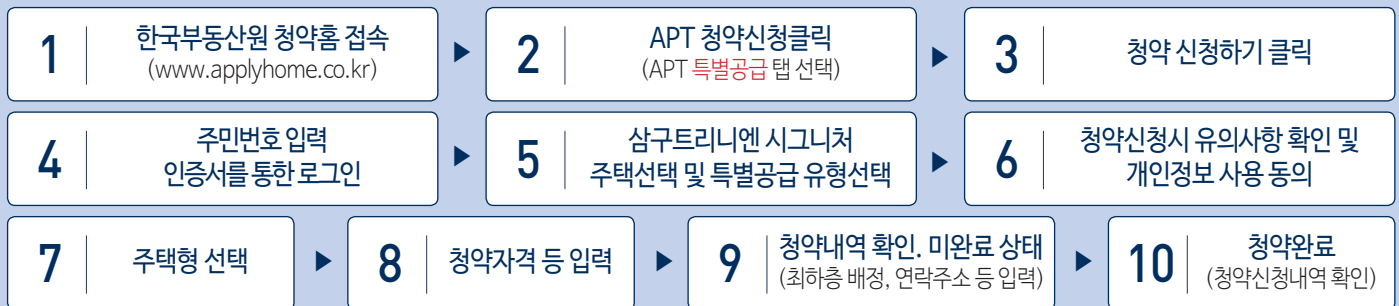 1
한국부동산원 청약홈 접속
(www.applyhome.co.kr)
▶
2
APT 청약신청클릭
(APT 특별공급 탭 선택)
▶
3
청약 신청하기 클릭
4
주민번호 입력
인증서를 통한 로그인
▶
5
삼구트리니엔 시그니처
주택선택 및 특별공급 유형선택
▶
6
청약신청시 유의사항 확인 및
개인정보 사용 동의
7
주택형 선택
▶
8
청약자격 등 입력
▶
9
청약내역 확인. 미완료 상태
(최하층 배정, 연락주소 등 입력)
▶
10
청약완료
(청약신청내역 확인)